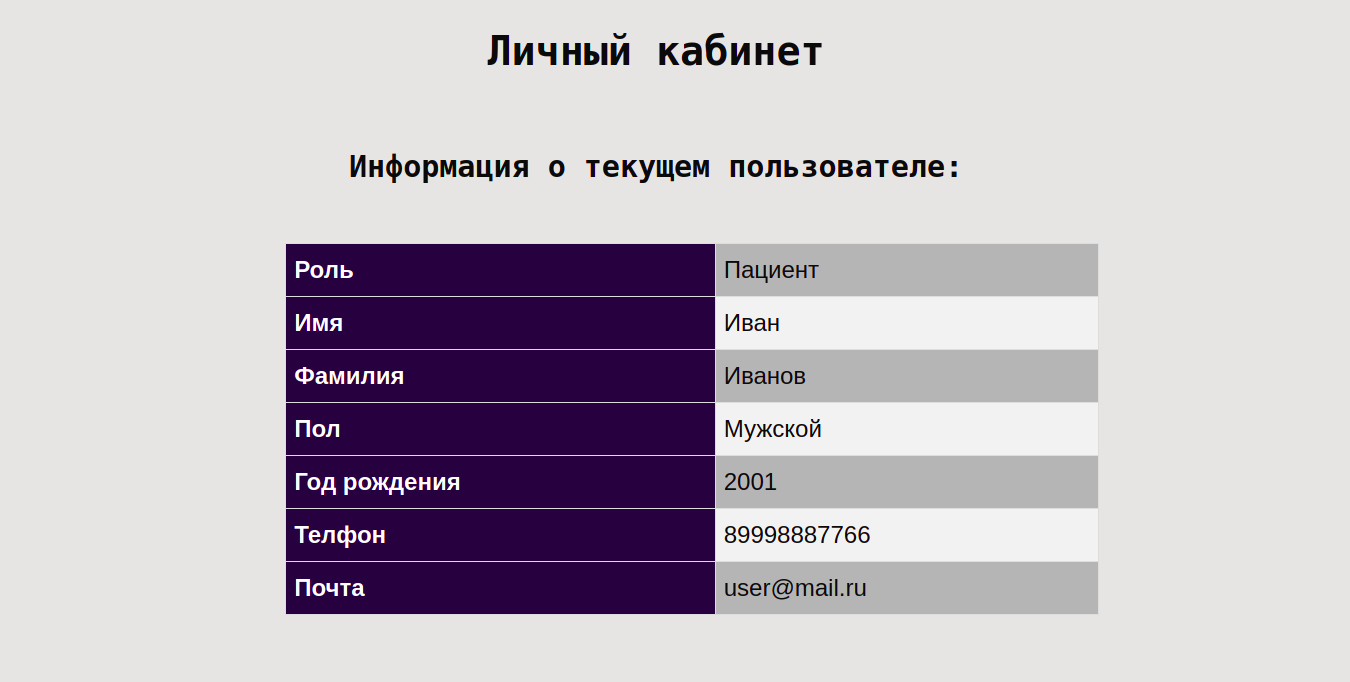 Личный кабинет
Информация о текущем пользователе:
Роль Пациент
Имя Иван
Фамилия Иванов
Пол Мужской
Год рождения 2001
Телфон 89998887766
Почта user@mail.ru